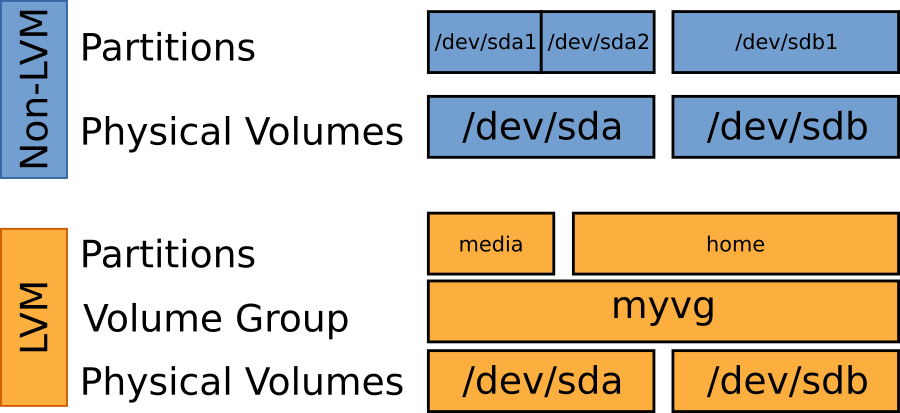 Non-LVM
Partitions
/dev/sda1 /dev/sda2 /dev/sdb1
Physical Volumes
/dev/sda /dev/sdb
LVM
Partitions
media home
Volume Group
myvg
Physical Volumes
/dev/sda /dev/sdb